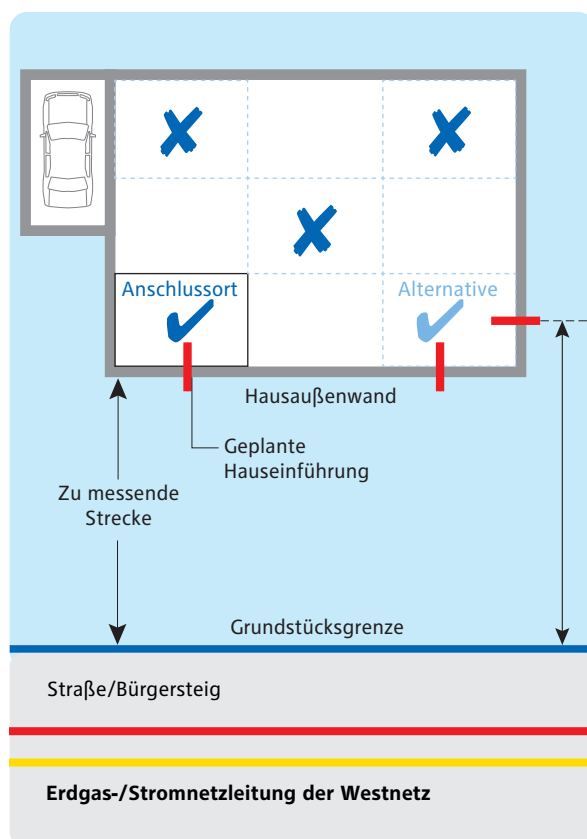 Anschlussort
Alternative
Hausaußenwand
Geplante
Hauseinführung
Zu messende
Strecke
Grundstücksgrenze
Straße/Bürgersteig
Erdgas-/Stromnetzleitung der Westnetz